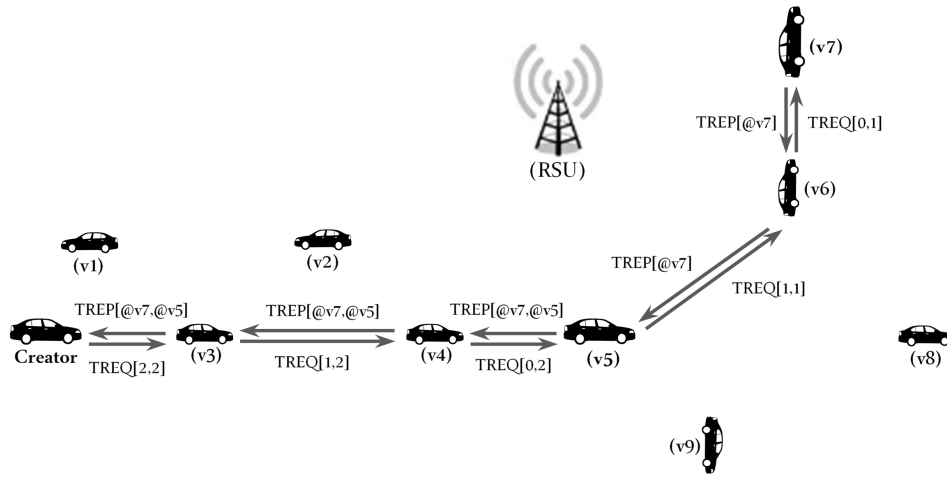 (v7)
TREP[@v7]
TREQ[0,1]
(RSU)
(v6)
(v1)
(v2)
TREP[@v7]
TREQ[1,1]
TREP[@v7,@v5]
TREP[@v7,@v5]
TREP[@v7,@v5]
Creator
(v3)
(v4)
(v5)
(v8)
TREQ[2,2]
TREQ[1,2]
TREQ[0,2]
(v9)